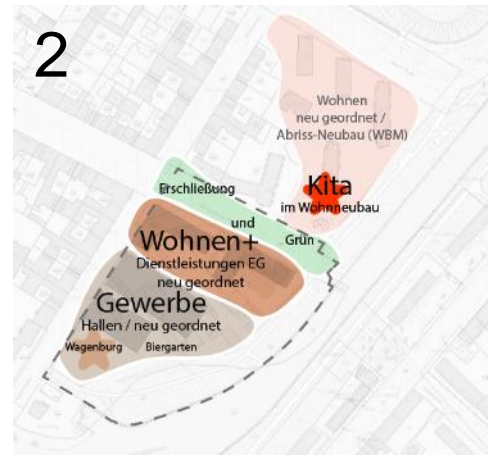 2
Wohnen
neu geordnet /
Abriss-Neubau (WBM)
Kita
im Wohnneubau
Erschließung
und
Grün
Wohnen+
Dienstleistungen EG
neu geordnet
Gewerbe
Hallen / neu geordnet
Wagenburg Biergarten